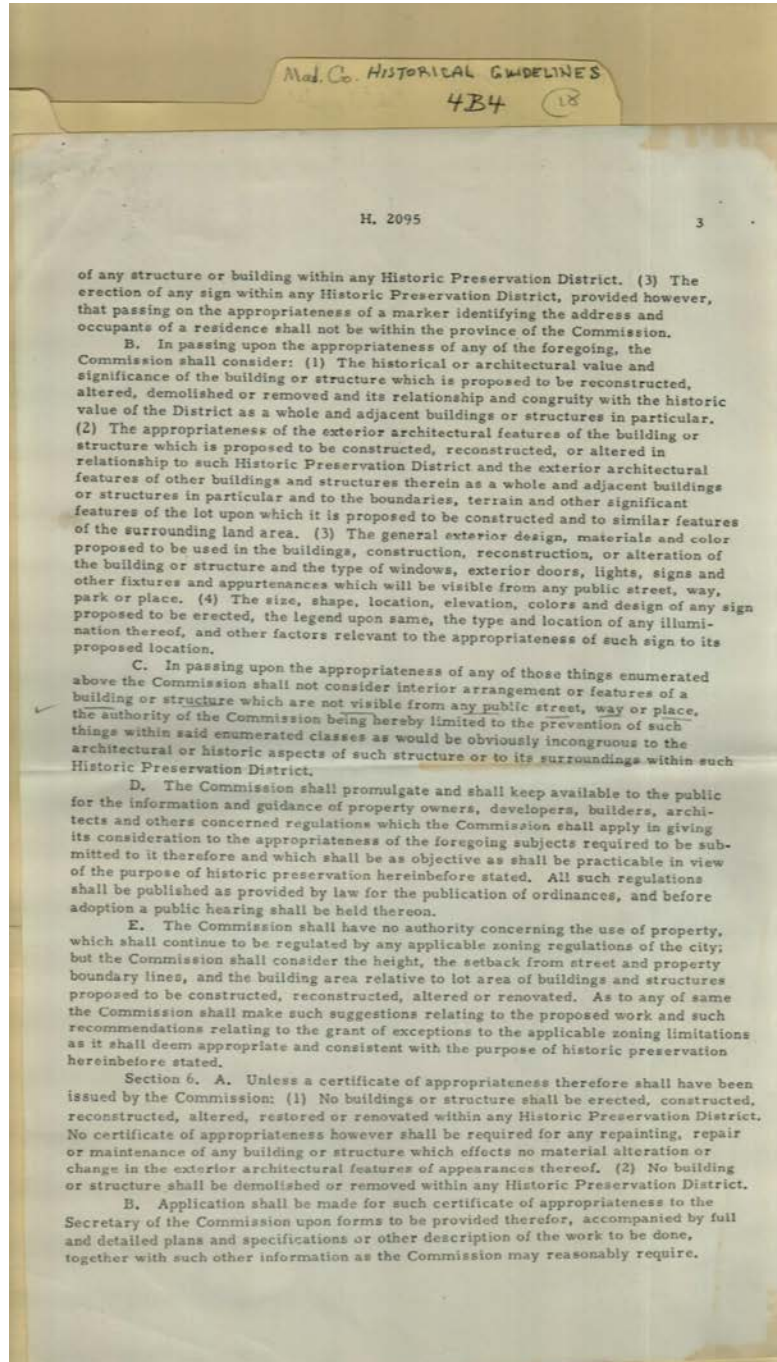 Mad. Co. HISTORICAL GUIDELINES
4B4 18
H. 2095 3
of any structure or building within any Historic Preservation District. (3) The
erection of any sign within any Historic Preservation District, provided however,
that passing on the appropriateness of a marker identifying the address and
occupants of a residence shall not be within the province of the Commission.
B. In passing upon the appropriateness of any of the foregoing, the
Commission shall consider: (1) The historical or architectural value and
significance of the building or structure which is proposed to be reconstructed,
altered, demolished or removed and its relationship and congruity with the historic
value of the District as a whole and adjacent buildings or structures in particular.
(2) The appropriateness of the exterior architectural features of the building or
structure which is proposed to be constructed, reconstructed, or altered in
relationship to such Historic Preservation District and the exterior architectural
features of other buildings and structures therein as a whole and adjacent buildings
or structures in particular and to the boundaries, terrain and other significant
features of the lot upon which it is proposed to be constructed and to similar features
of the surrounding land area. (3) The general exterior design, materials and color
proposed to be used in the buildings, construction, reconstruction, or alteration of
the building or structure and the type of windows, exterior doors, lights, signs and
other fixtures and appurtenances which will be visible from any public street, way,
park or place. (4) The size, shape, location, elevation, colors and design of any sign
proposed to be erected, the legend upon same, the type and location of any illumi-
nation thereof, and other factors relevant to the appropriateness of such sign to its
proposed location.
C. In passing upon the appropriateness of any of those things enumerated
above the Commission shall not consider interior arrangement or features of a
building or structure which are not visible from any public street, way or place,
the authority of the Commission being hereby limited to the prevention of such
things within said enumerated classes as would be obviously incongruous to the
architectural or historic aspects of such structure or to its surroundings within such
Historic Preservation District.
D. The Commission shall promulgate and shall keep available to the public
for the information and guidance of property owners, developers, builders, archi-
tects and others concerned regulations which the Commission shall apply in giving
its consideration to the appropriateness of the foregoing subjects required to be sub-
mitted to it therefore and which shall be as objective as shall be practicable in view
of the purpose of historic preservation hereinbefore stated. All such regulations
shall be published as provided by law for the publication of ordinances, and before
adoption a public hearing shall be held thereon.
E. The Commission shall have no authority concerning the use of property,
which shall continue to be regulated by any applicable zoning regulations of the city;
but the Commission shall consider the height, the setback from street and property
boundary lines, and the building area relative to lot area of buildings and structures
proposed to be constructed, reconstructed, altered or renovated. As to any of same
the Commission shall make such suggestions relating to the proposed work and such
recommendations relating to the grant of exceptions to the applicable zoning limitations
as it shall deem appropriate and consistent with the purpose of historic preservation
hereinbefore stated.
Section 6. A. Unless a certificate of appropriateness therefore shall have been
issued by the Commission: (1) No buildings or structure shall be erected, constructed,
reconstructed, altered, restored or renovated within any Historic Preservation District.
No certificate of appropriateness however shall be required for any repainting, repair
or maintenance of any building or structure which effects no material alteration or
change in the exterior architectural features of appearances thereof. (2) No building
or structure shall be demolished or removed within any Historic Preservation District.
B. Application shall be made for such certificate of appropriateness to the
Secretary of the Commission upon forms to be provided therefor, accompanied by full
and detailed plans and specifications or other description of the work to be done,
together with such other information as the Commission may reasonably require.